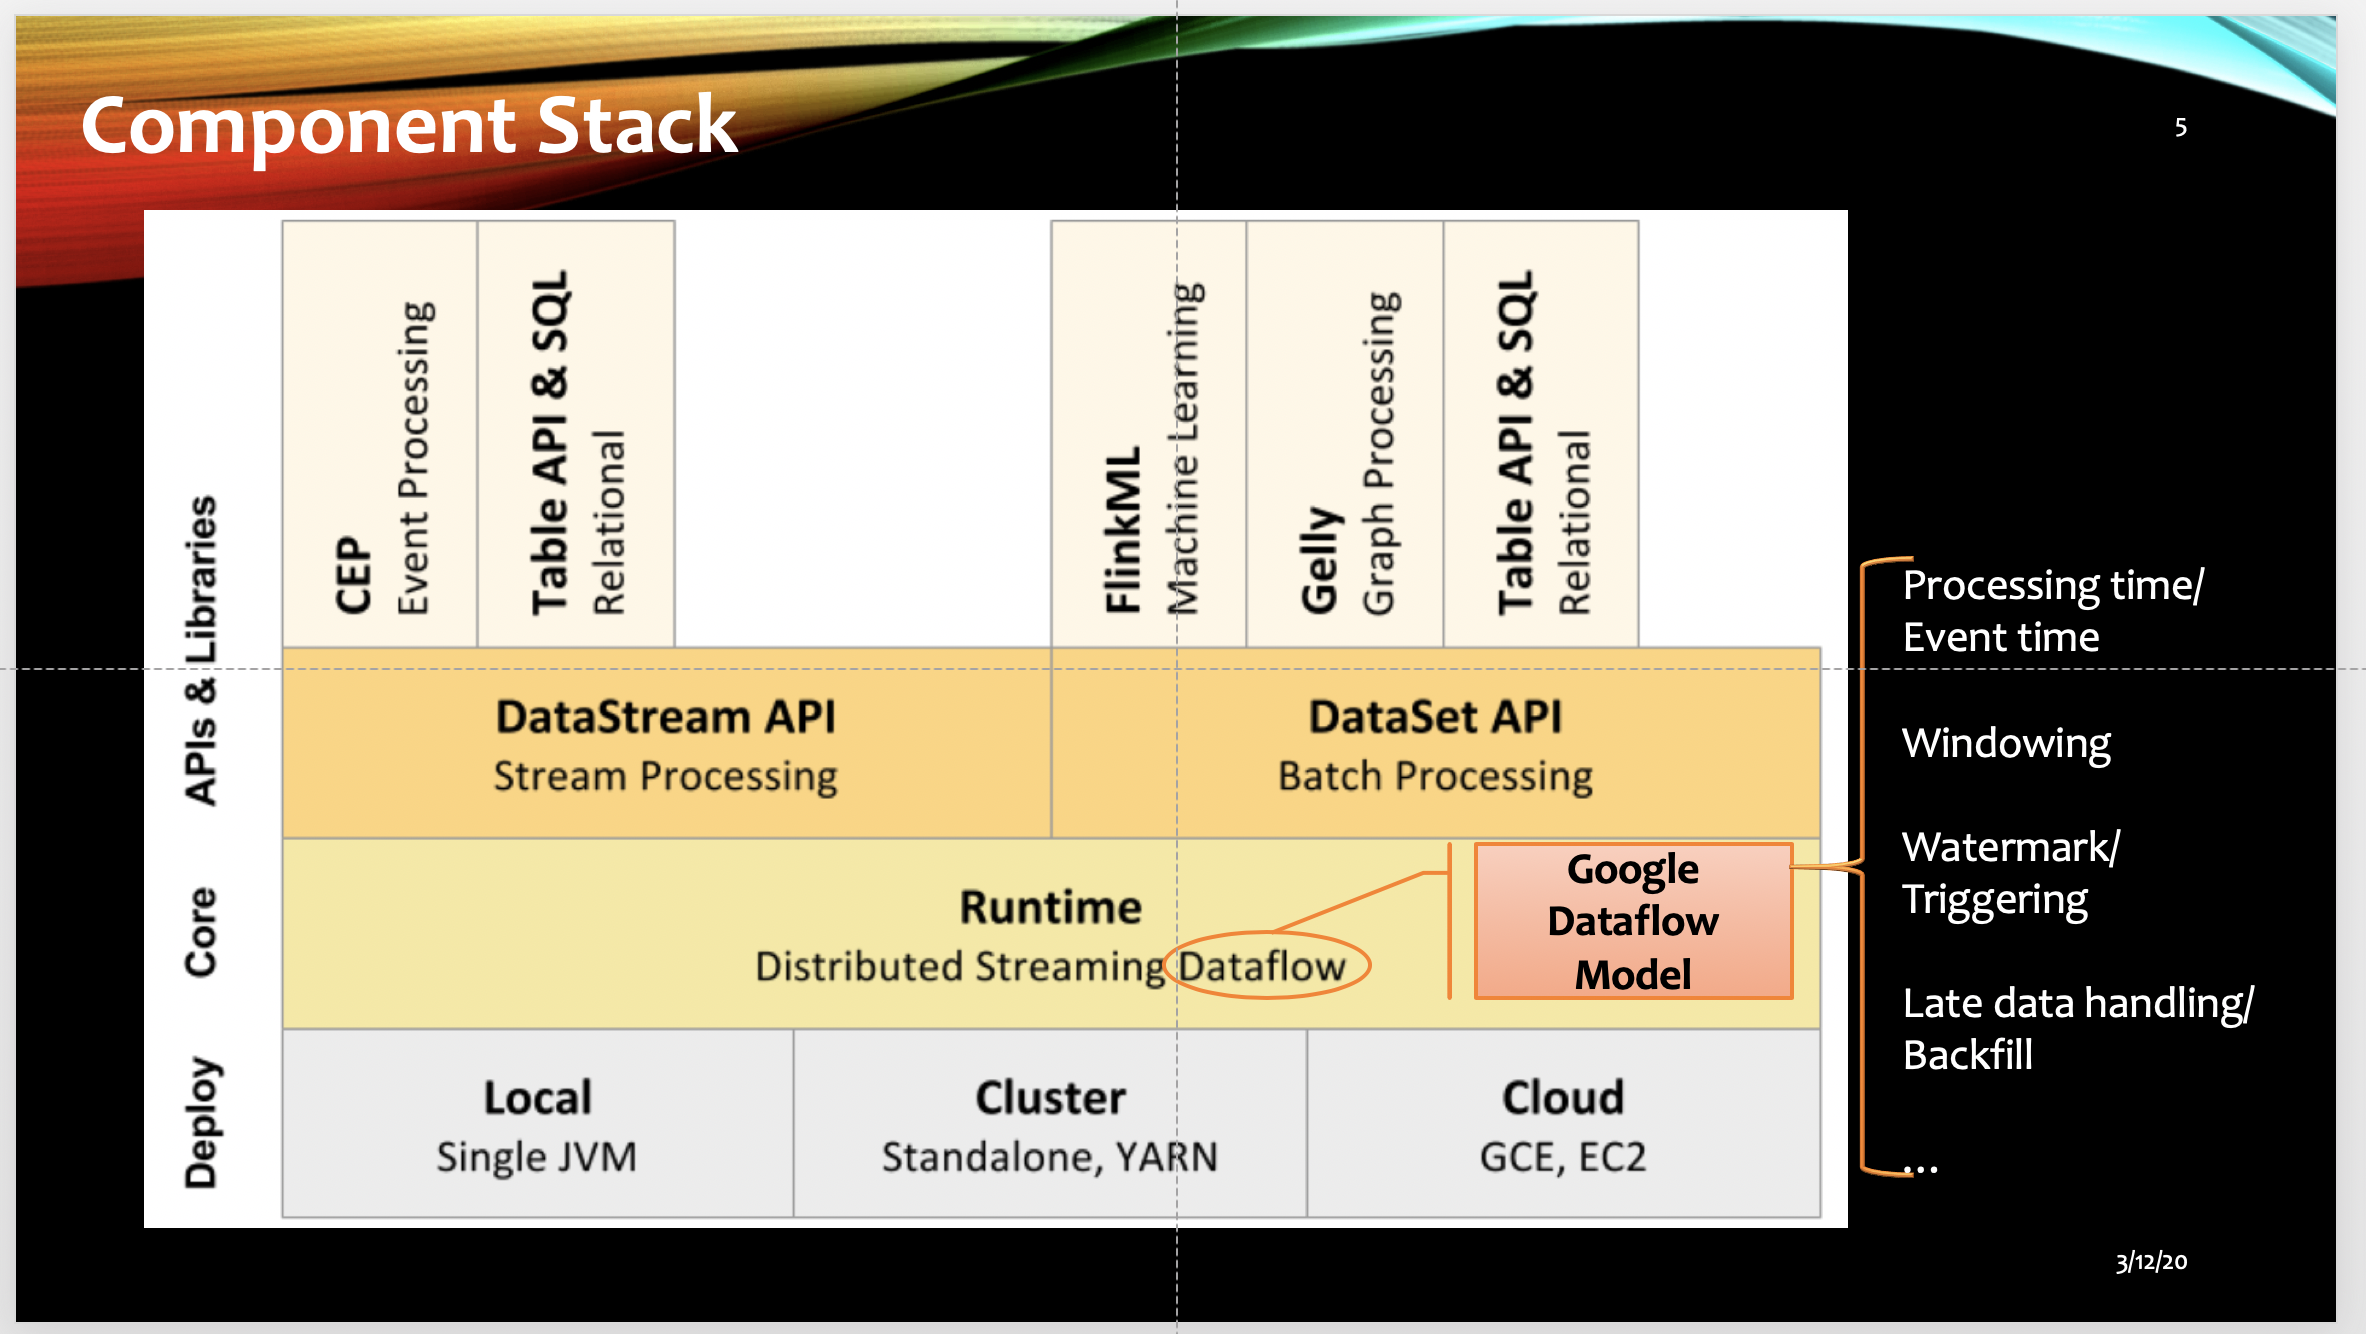 Component Stack
5
APIs & Libraries
CEP
Event Processing
Table API & SQL
Relational
FlinkML
Machine Learning
Gelly
Graph Processing
Table API & SQL
Relational
DataStream API
Stream Processing
DataSet API
Batch Processing
Core
Runtime
Distributed Streaming Dataflow
Google
Dataflow
Model
Deploy
Local
Single JVM
Cluster
Standalone, YARN
Cloud
GCE, EC2
Processing time/
Event time
Windowing
Watermark/
Triggering
Late data handling/
Backfill
...
3/12/20